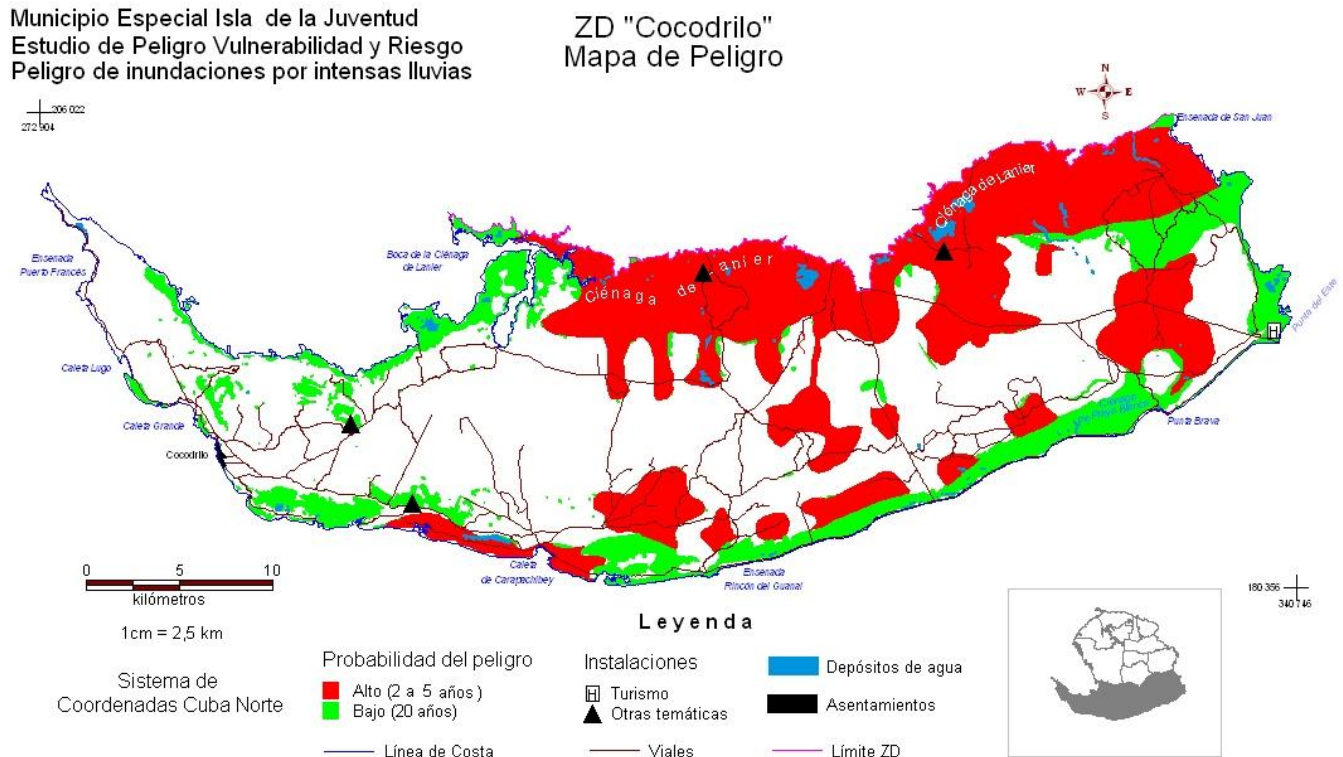 Municipio Especial Isla de la Juventud
Estudio de Peligro Vulnerabilidad y Riesgo
Peligro de inundaciones por intensas lluvias
ZD "Cocodrilo"
Mapa de Peligro
N
W E
S
206 022
272 904
Ensenada de San Juan
Ciénaga de Lanier
Ensenada
Puerto Francés
Boca de la Ciénaga
de Lanier
Ciénaga de Lanier
Punta del Este
H
Caleta Lugo
Caleta Grande
Ciénaga
Punta Brava
Cocodrilo
Caleta
de Carapachibey
Ensenada
Rincón del Guanal
0 5 10
kilómetros
1cm = 2,5 km
180 356
340 746
Sistema de
Coordenadas Cuba Norte
Leyenda
Probabilidad del peligro
Alto (2 a 5 años )
Bajo (20 años)
Línea de Costa
Instalaciones
H Turismo
Otras temáticas
Viales
Depósitos de agua
Asentamientos
Límite ZD